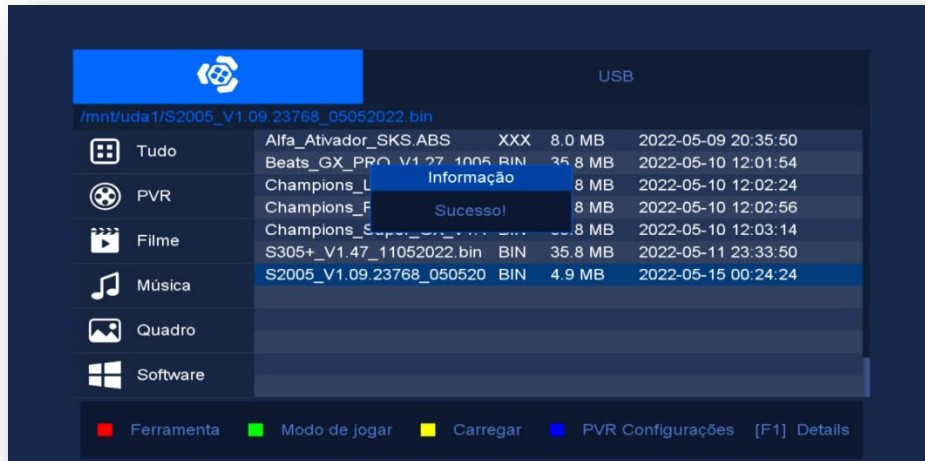 USB
/mnt/uda1/S2005_V1.09.23768_05052022.bin
Tudo
PVR
Filme
Música
Quadro
Software
Alfa_Ativador_SKS.ABS XXX 8.0 MB 2022-05-09 20:35:50
Beats_GX_PRO_V1.27_1005 BIN 35.8 MB 2022-05-10 12:01:54
Champions_L 8 MB 2022-05-10 12:02:24
Champions_F 8 MB 2022-05-10 12:02:56
Champions_Super_GX_V1.1 BIN 8 MB 2022-05-10 12:03:14
S305+_V1.47_11052022.bin BIN 35.8 MB 2022-05-11 23:33:50
S2005_V1.09.23768_050520 BIN 4.9 MB 2022-05-15 00:24:24
Informação
Sucesso!
Ferramenta Modo de jogar Carregar PVR Configurações [F1] Details